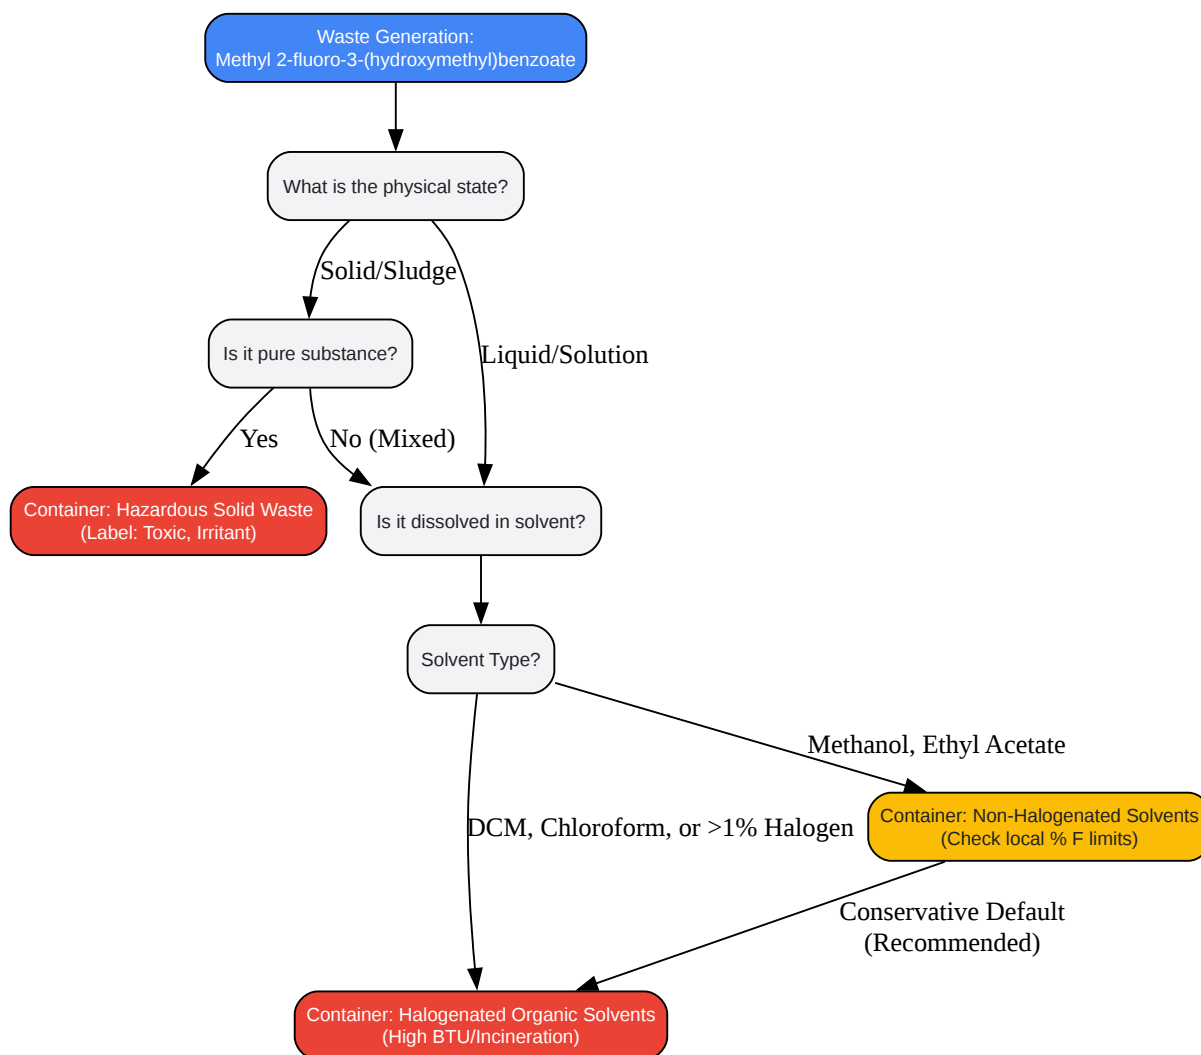 Waste Generation:
Methyl 2-fluoro-3-(hydroxymethyl)benzoate
What is the physical state?
Solid/Sludge
Is it pure substance?
Liquid/Solution
Yes
No (Mixed)
Container: Hazardous Solid Waste
(Label: Toxic, Irritant)
Is it dissolved in solvent?
Solvent Type?
Methanol, Ethyl Acetate
DCM, Chloroform, or >1% Halogen
Container: Non-Halogenated Solvents
(Check local % F limits)
Conservative Default
(Recommended)
Container: Halogenated Organic Solvents
(High BTU/Incineration)